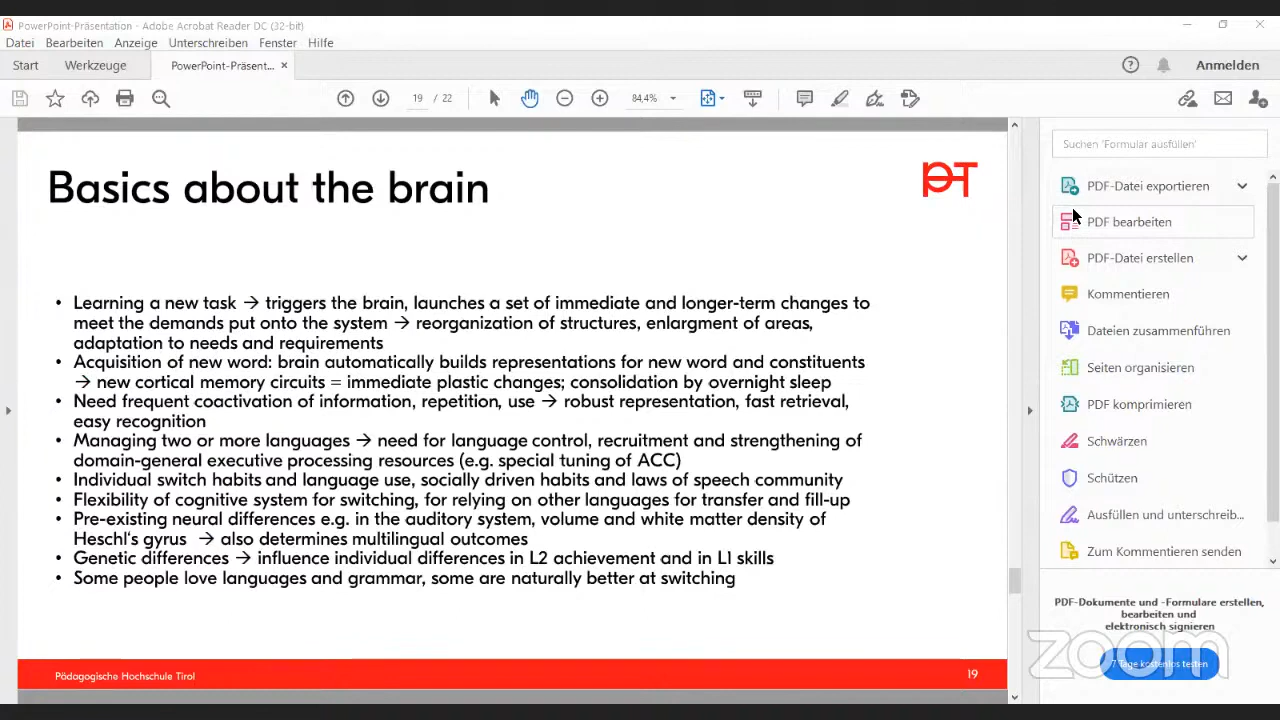 PowerPoint-Präsentation - Adobe Acrobat Reader DC (32-bit)
Datei Bearbeiten Anzeige Unterschreiben Fenster Hilfe
Start Werkzeuge PowerPoint-Präsent... × Anmelden
19 / 22 84,4%
Basics about the brain
PT
• Learning a new task → triggers the brain, launches a set of immediate and longer-term changes to
meet the demands put onto the system → reorganization of structures, enlargment of areas,
adaptation to needs and requirements
• Acquisition of new word: brain automatically builds representations for new word and constituents
→ new cortical memory circuits = immediate plastic changes; consolidation by overnight sleep
• Need frequent coactivation of information, repetition, use → robust representation, fast retrieval,
easy recognition
• Managing two or more languages → need for language control, recruitment and strengthening of
domain-general executive processing resources (e.g. special tuning of ACC)
• Individual switch habits and language use, socially driven habits and laws of speech community
• Flexibility of cognitive system for switching, for relying on other languages for transfer and fill-up
• Pre-existing neural differences e.g. in the auditory system, volume and white matter density of
Heschl's gyrus → also determines multilingual outcomes
• Genetic differences → influence individual differences in L2 achievement and in L1 skills
• Some people love languages and grammar, some are naturally better at switching
Pädagogische Hochschule Tirol
19
Suchen 'Formular ausfüllen'
PDF-Datei exportieren
PDF bearbeiten
PDF-Datei erstellen
Kommentieren
Dateien zusammenführen
Seiten organisieren
PDF komprimieren
Schwärzen
Schützen
Ausfüllen und unterschreib...
Zum Kommentieren senden
PDF-Dokumente und -Formulare erstellen,
bearbeiten und
elektronisch signieren
7 Tage kostenlos testen
zoom